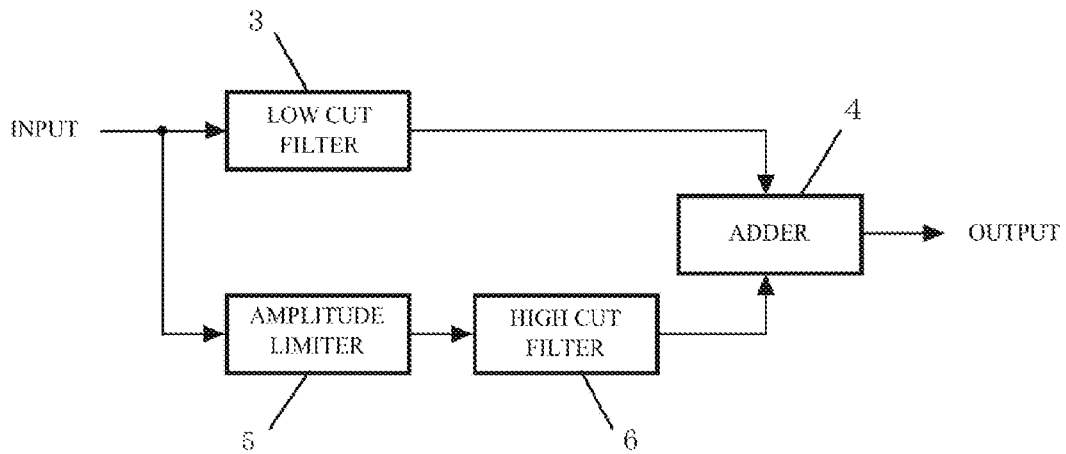 3
INPUT
LOW CUT
FILTER
4
ADDER
OUTPUT
AMPLITUDE
LIMITER
HIGH CUT
FILTER
5
6